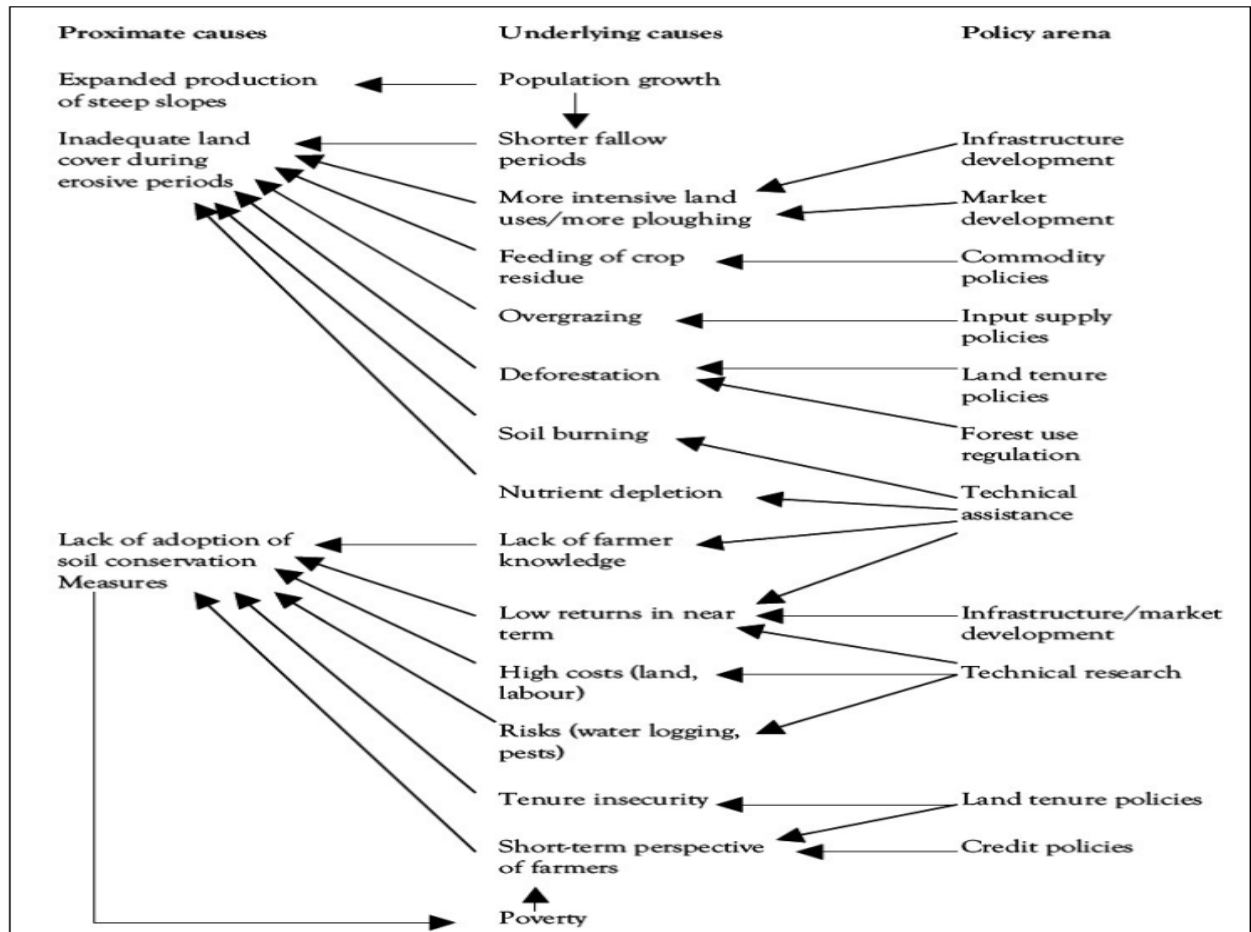 Proximate causes
Underlying causes
Policy arena
Expanded production
of steep slopes
Population growth
Inadequate land
cover during
erosive periods
Shorter fallow
periods
Infrastructure
development
More intensive land
uses/more ploughing
Market
development
Feeding of crop
residue
Commodity
policies
Overgrazing
Input supply
policies
Deforestation
Land tenure
policies
Soil burning
Forest use
regulation
Nutrient depletion
Technical
assistance
Lack of adoption of
soil conservation
Measures
Lack of farmer
knowledge
Low returns in near
term
Infrastructure/market
development
High costs (land,
labour)
Technical research
Risks (water logging,
pests)
Tenure insecurity
Land tenure policies
Short-term perspective
of farmers
Credit policies
Poverty